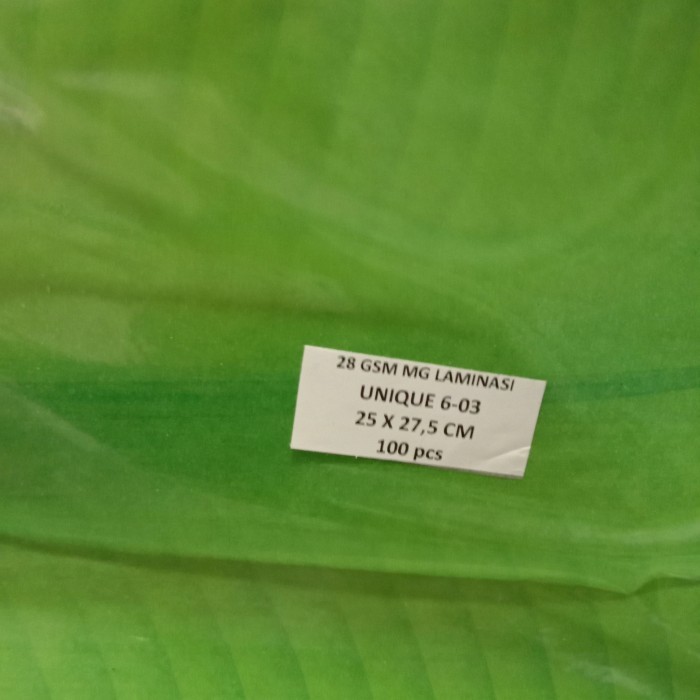 28 GSM MG LAMINASI
UNIQUE 6-03
25 X 27,5 CM
100 pcs